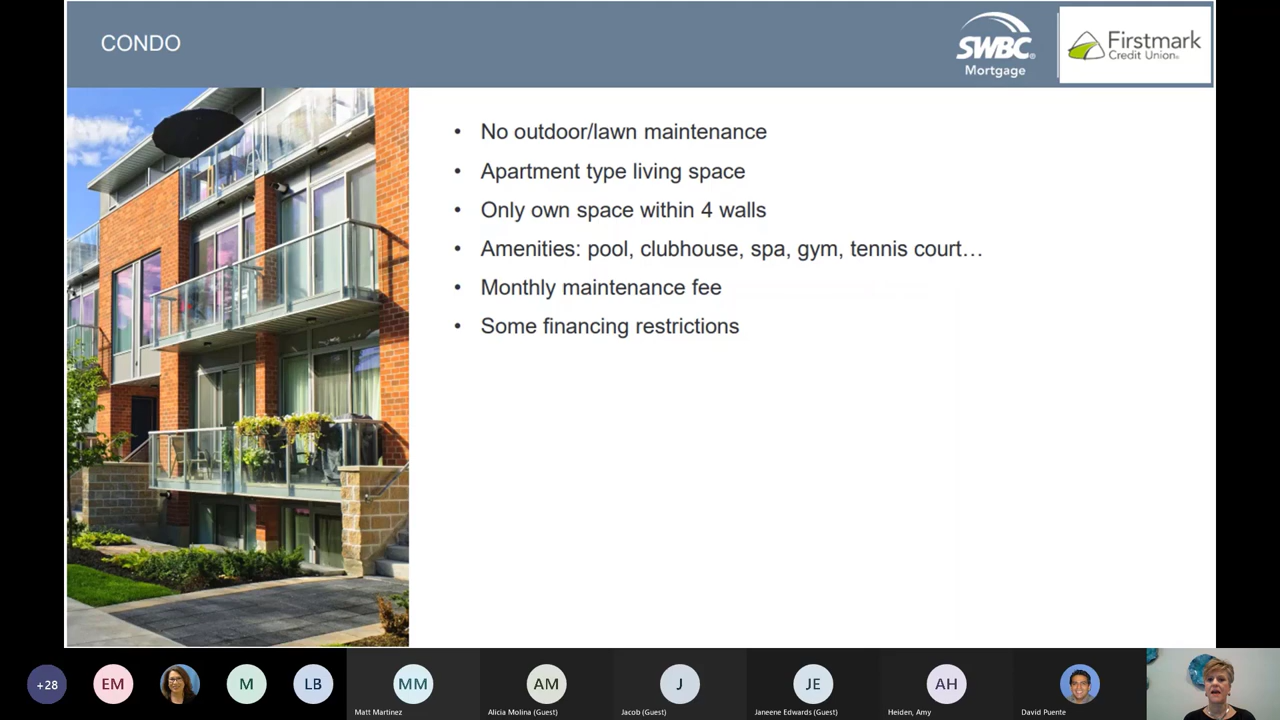 CONDO
SWBC
Mortgage
Firstmark
Credit Union
• No outdoor/lawn maintenance
• Apartment type living space
• Only own space within 4 walls
• Amenities: pool, clubhouse, spa, gym, tennis court…
• Monthly maintenance fee
• Some financing restrictions
+28
EM
M
LB
MM
AM
J
JE
AH
Matt Martinez
Alicia Molina (Guest)
Jacob (Guest)
Janeene Edwards (Guest)
Heiden, Amy
David Puente